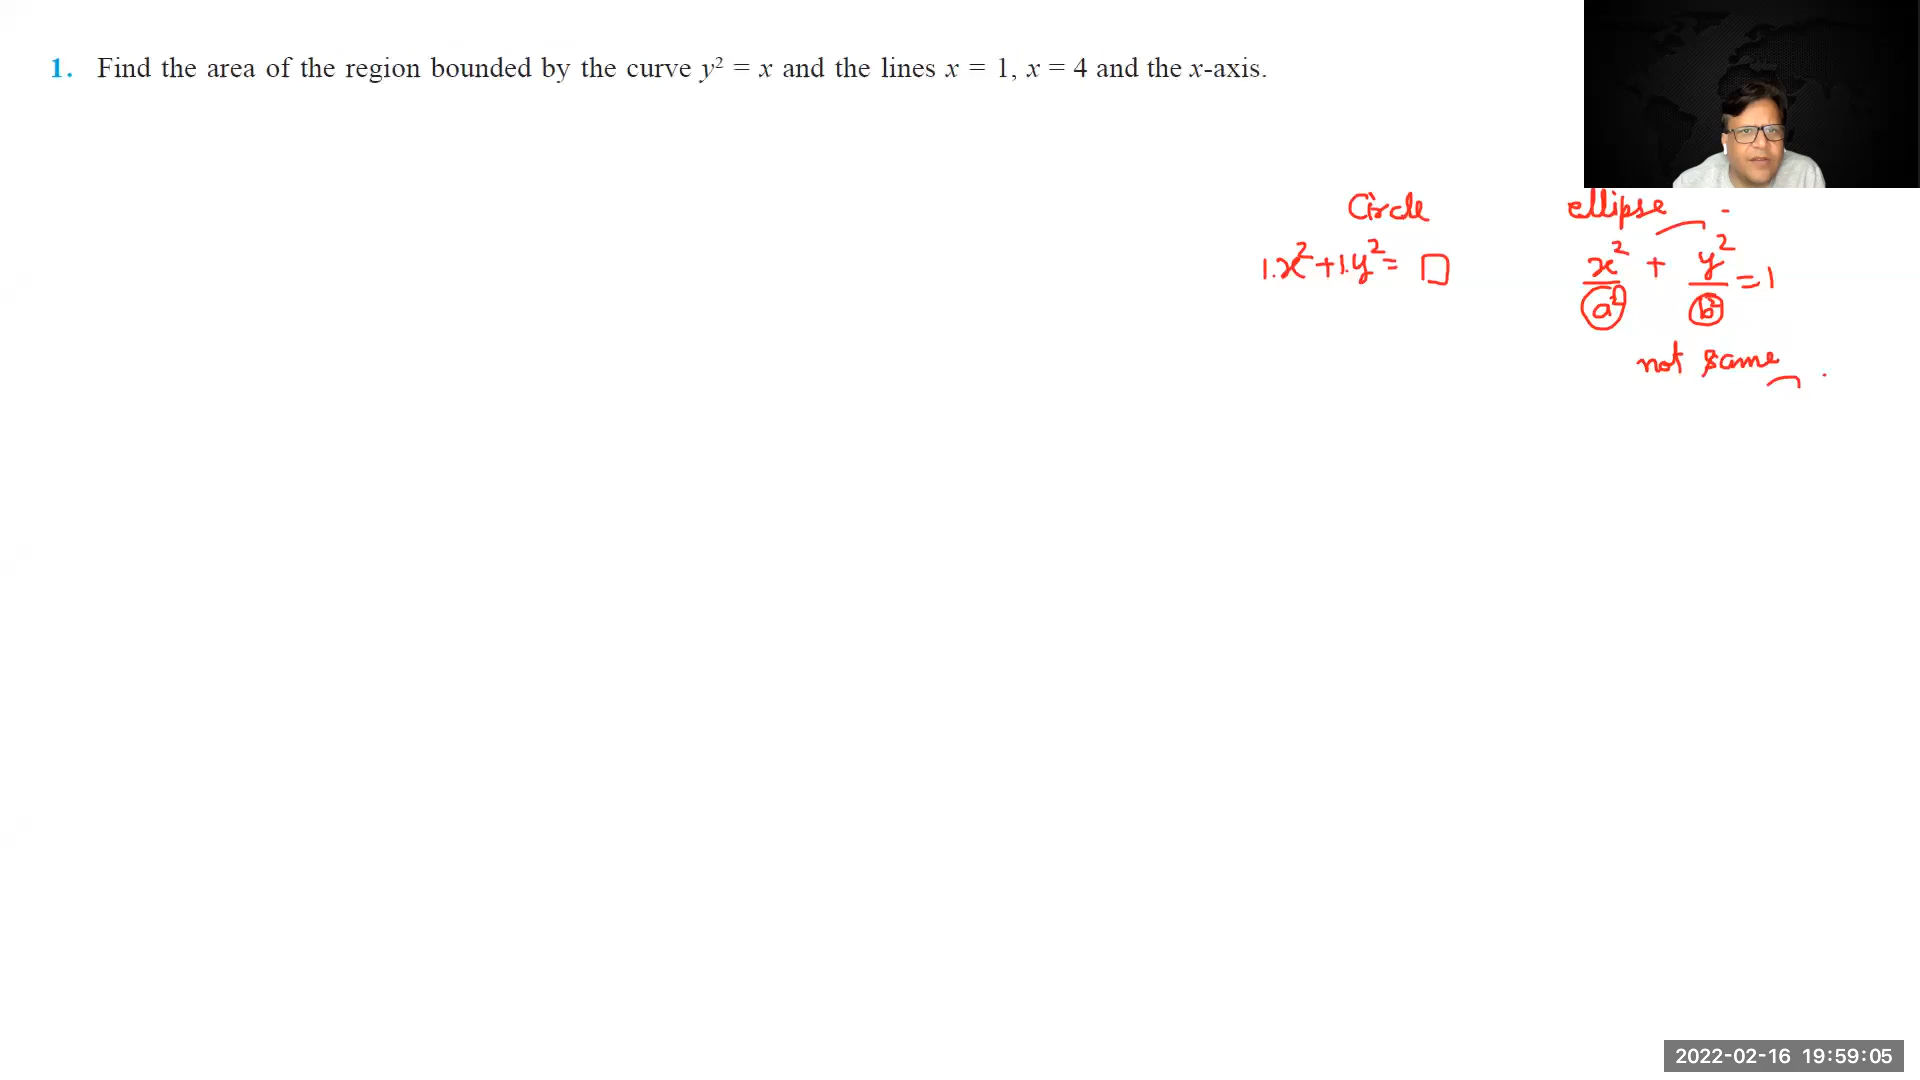 1. Find the area of the region bounded by the curve y² = x and the lines x = 1, x = 4 and the x-axis.
Circle
ellipse
1.x² + 1.y² = □
x²/a² + y²/b² = 1
not same
2022-02-16 19:59:05